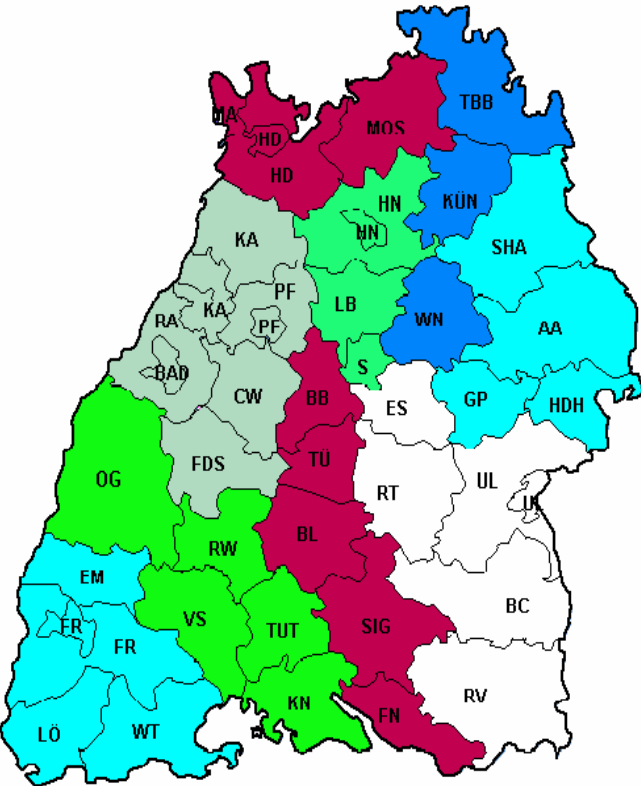 TBB
MA
HD
MOS
HD
HN
KÜN
HN
KA
SHA
PF
LB
KA
RA
PF
WN
AA
S
BAD
CW
BB
ES
GP
HDH
FDS
TÜ
OG
RT
UL
U
BL
RW
EM
VS
TUT
SIG
BC
FR
FR
RV
KN
FN
LÖ
WT